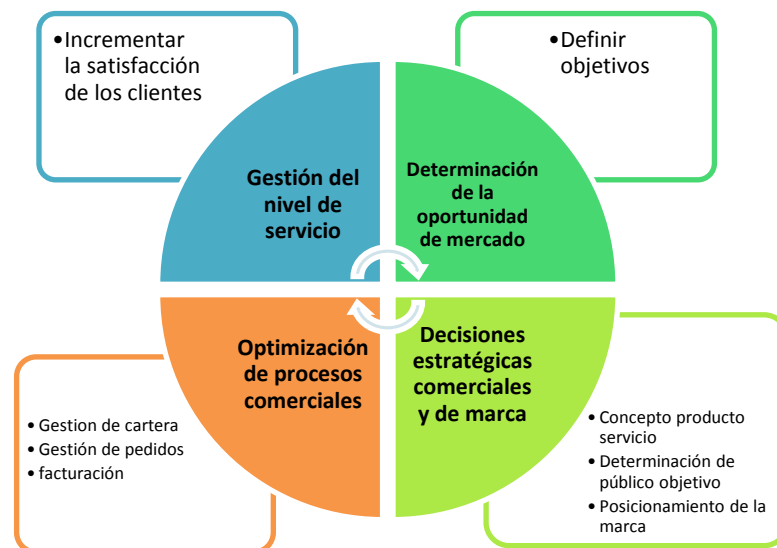 •Incrementar
la satisfacción
de los clientes
•Definir
objetivos
Gestión del
nivel de
servicio
Determinación
de la
oportunidad
de mercado
Optimización
de procesos
comerciales
Decisiones
estratégicas
comerciales
y de marca
• Gestion de cartera
• Gestión de pedidos
• facturación
• Concepto producto
servicio
• Determinación de
público objetivo
• Posicionamiento de la
marca